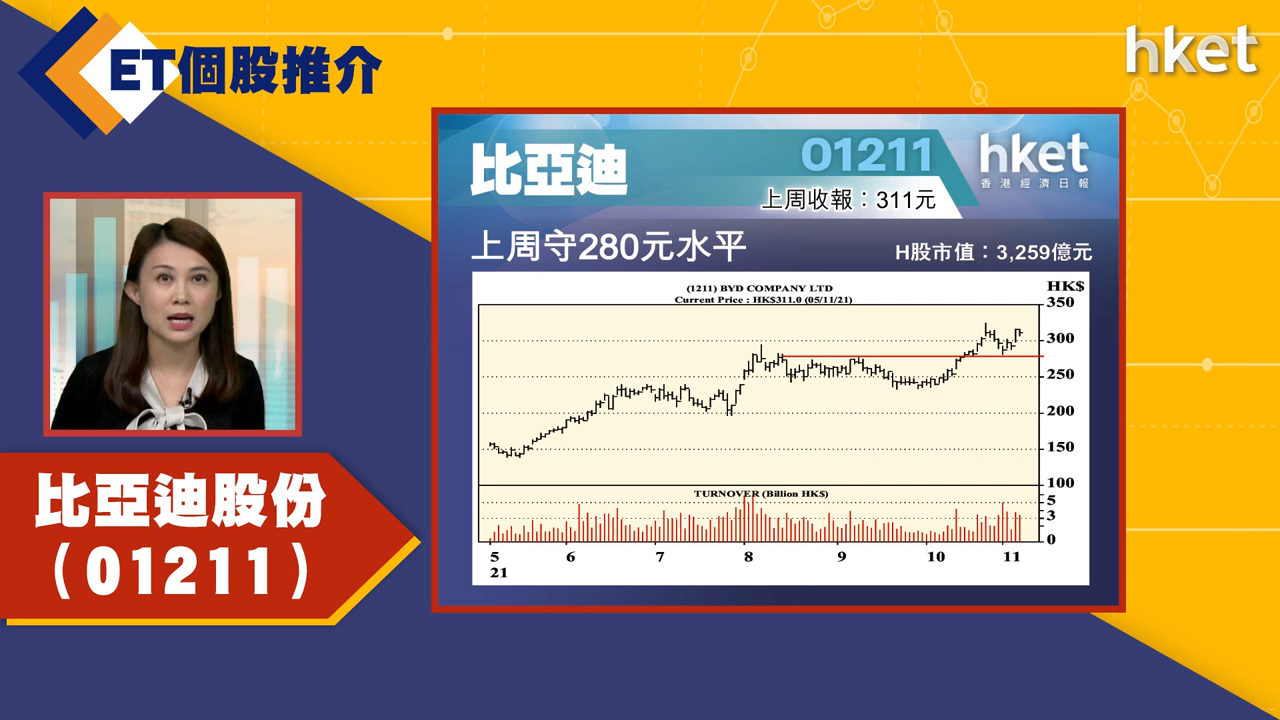 ET個股推介
hket
比亞迪
01211
hket
香港經濟日報
上周收報：311元
上周守280元水平
H股市值：3,259億元
(1211) BYD COMPANY LTD
Current Price : HK$311.0 (05/11/21)
HK$
350
300
250
200
150
100
TURNOVER (Billion HK$)
5
3
0
5 6 7 8 9 10 11
21
比亞迪股份
（01211）